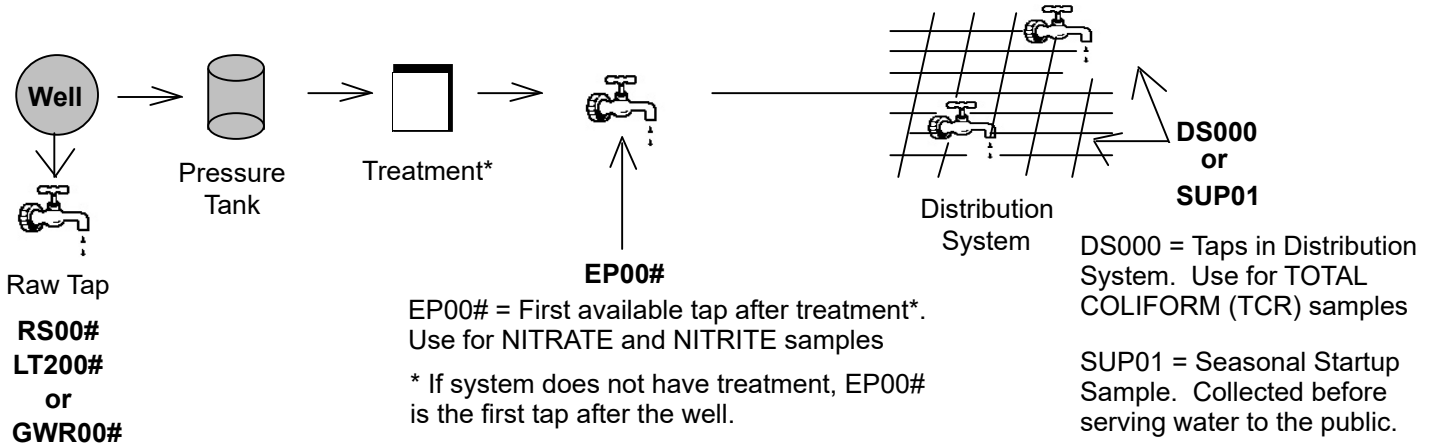 Well
Pressure
Tank
Treatment*
Raw Tap
RS00#
LT200#
or
GWR00#
EP00#
EP00# = First available tap after treatment*.
Use for NITRATE and NITRITE samples
* If system does not have treatment, EP00#
is the first tap after the well.
Distribution
System
DS000
or
SUP01
DS000 = Taps in Distribution
System.  Use for TOTAL
COLIFORM (TCR) samples
SUP01 = Seasonal Startup
Sample.  Collected before
serving water to the public.